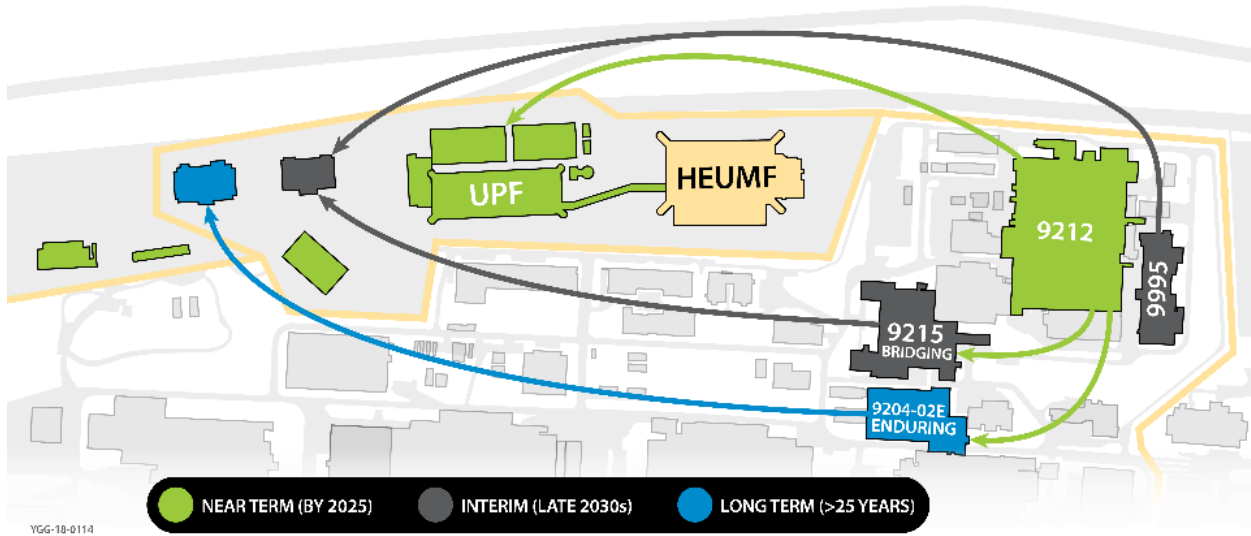 UPF
HEUMF
9212
9995
9215
BRIDGING
9204-02E
ENDURING
NEAR TERM (BY 2025)
INTERIM (LATE 2030s)
LONG TERM (>25 YEARS)
YGG-18-0114